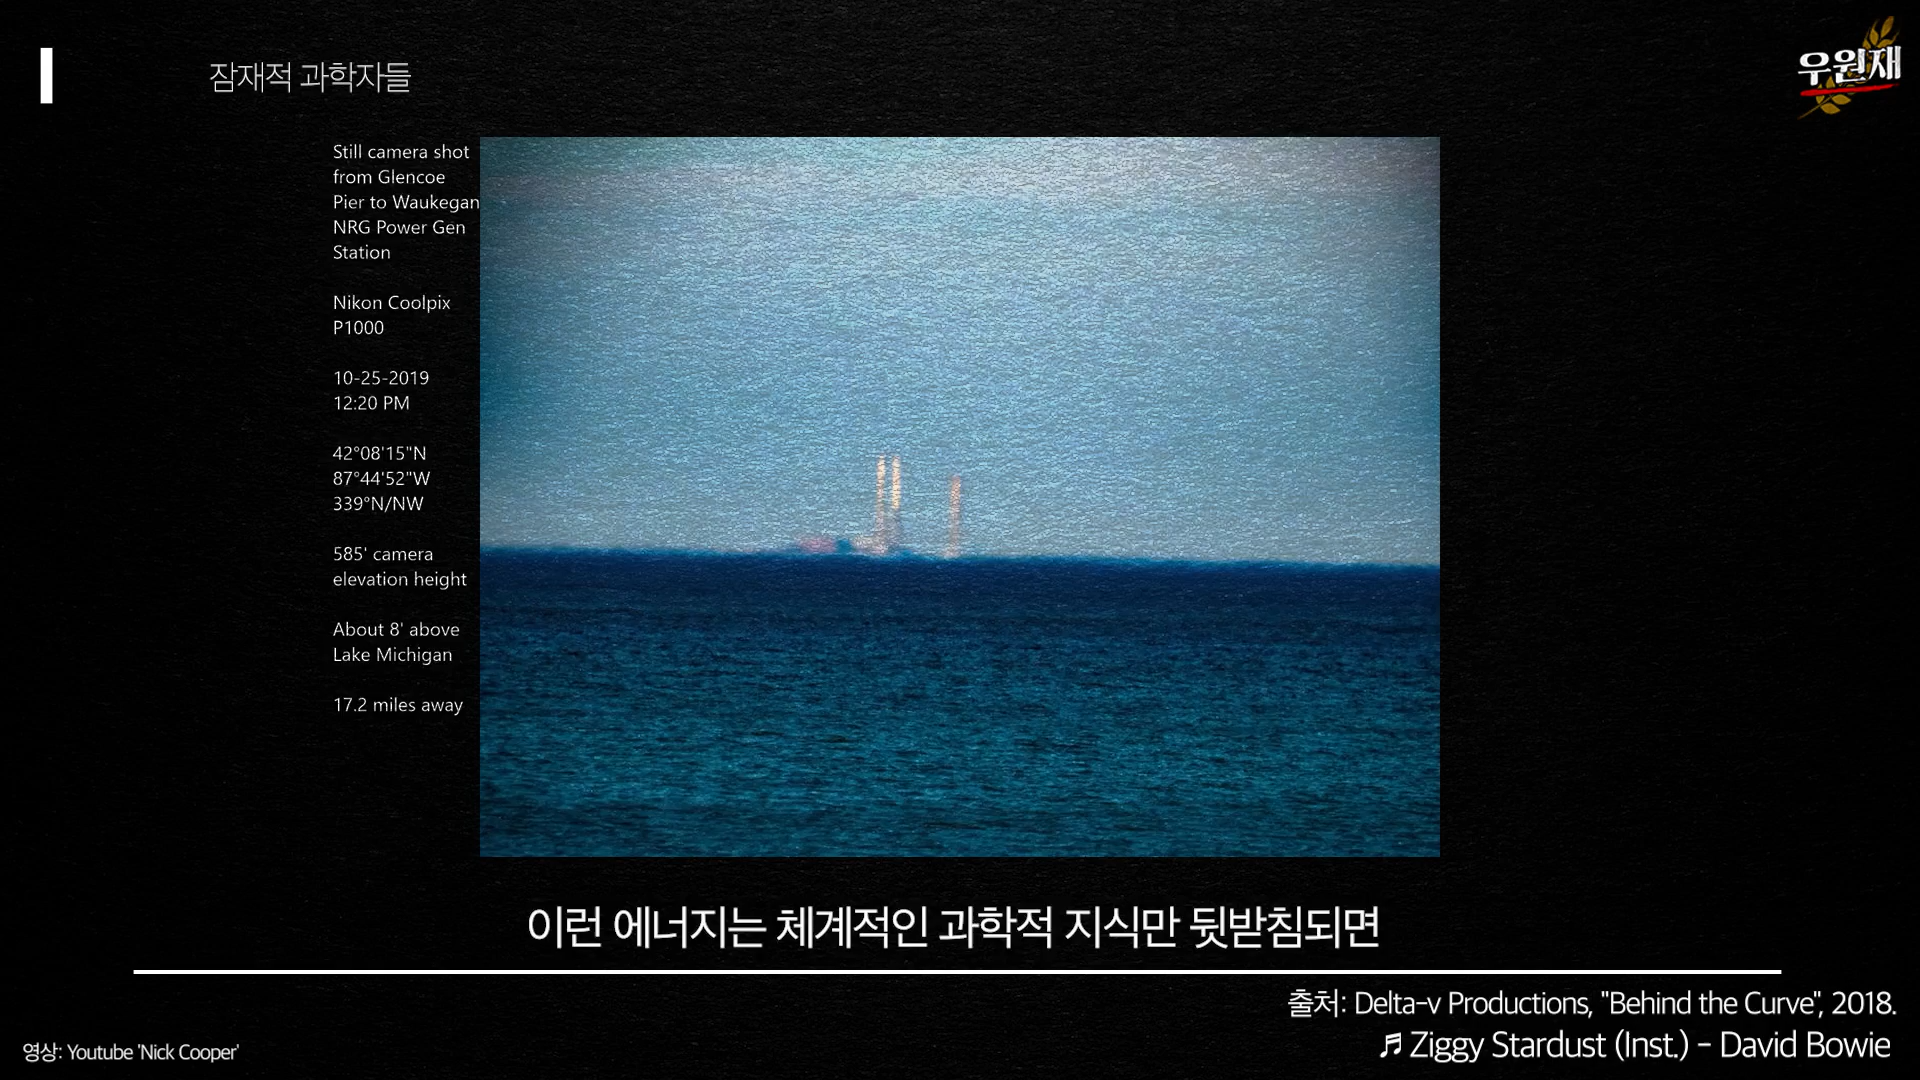 잠재적 과학자들
우원재
Still camera shot
from Glencoe
Pier to Waukegan
NRG Power Gen
Station
Nikon Coolpix
P1000
10-25-2019
12:20 PM
42°08'15"N
87°44'52"W
339°N/NW
585' camera
elevation height
About 8' above
Lake Michigan
17.2 miles away
이런 에너지는 체계적인 과학적 지식만 뒷받침되면
출처: Delta-v Productions, "Behind the Curve", 2018.
♬ Ziggy Stardust (Inst.) - David Bowie
영상: Youtube 'Nick Cooper'